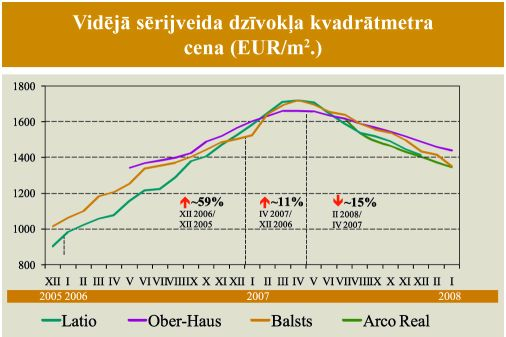 Vidējā sērijveida dzīvokļa kvadrātmetra
cena (EUR/m².)
1800
1600
1400
1200
1000
800
~59%
XII 2006/
XII 2005
~11%
IV 2007/
XII 2006
~15%
II 2008/
IV 2007
XII I II III IV V VI VII VIII IX X XI XII I II III IV V VI VII VIII IX X XI XII I II I
2005 2006 2007 2008
Latio Ober-Haus Balsts Arco Real